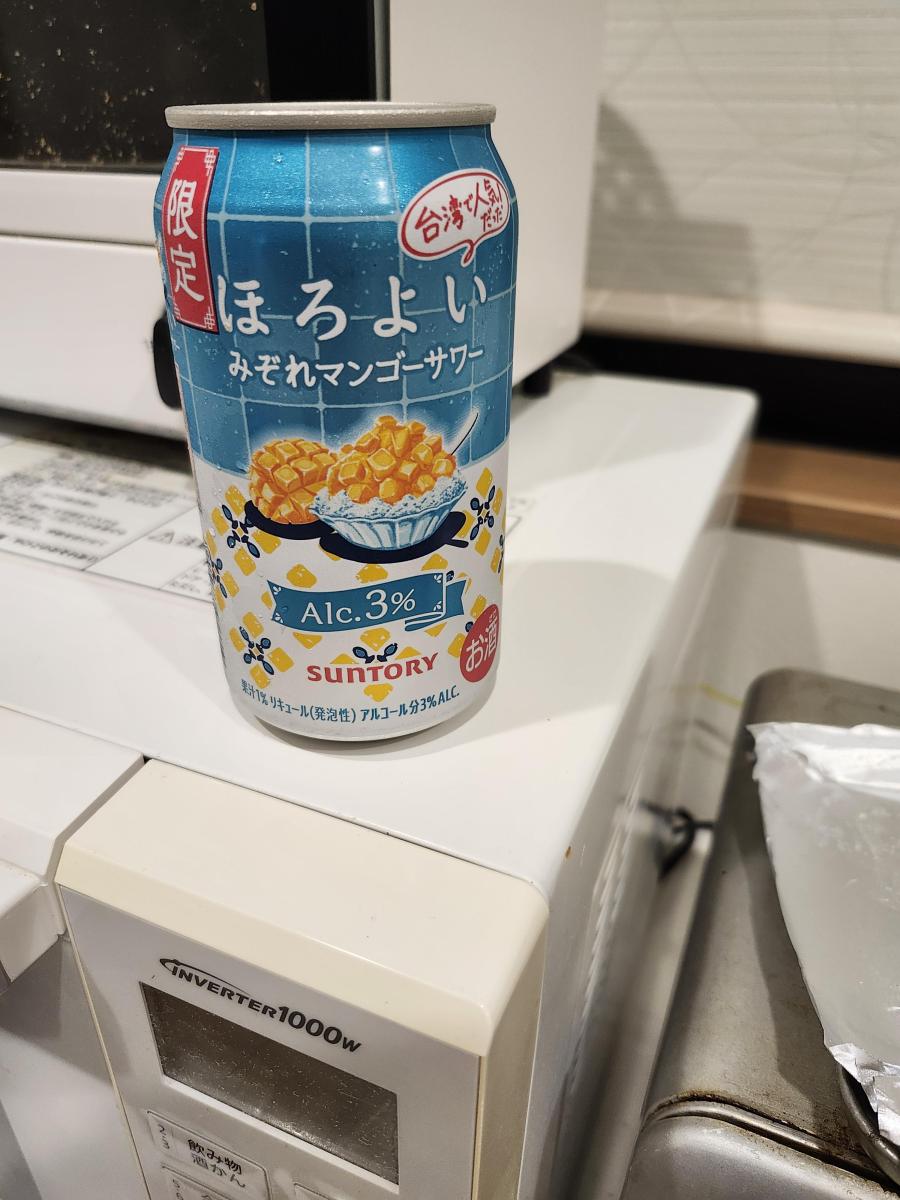 限定
台湾で人気
だった!
ほろよい
みぞれマンゴーサワー
Alc.3%
お酒
SUNTORY
果汁1% リキュール(発泡性) アルコール分3%ALC.
INVERTER1000W
飲み物
酒かん